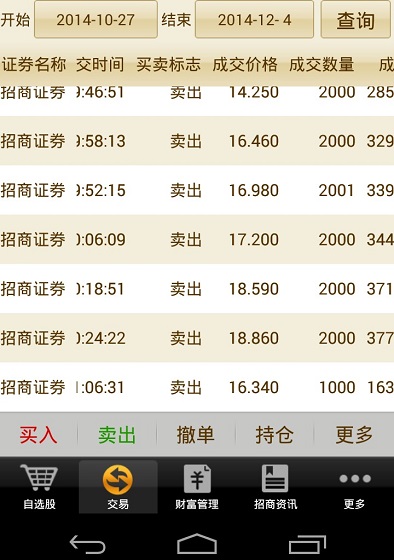 开始 2014-10-27 结束 2014-12- 4 查询
证券名称 交时间 买卖标志 成交价格 成交数量 成
招商证券 9:46:51 卖出 14.250 2000 285
招商证券 9:58:13 卖出 16.460 2000 329
招商证券 9:52:15 卖出 16.980 2001 339
招商证券 0:06:09 卖出 17.200 2000 344
招商证券 0:18:51 卖出 18.590 2000 371
招商证券 0:24:22 卖出 18.860 2000 377
招商证券 1:06:31 卖出 16.340 1000 163
买入 卖出 撤单 持仓 更多
自选股 交易 财富管理 招商资讯 更多